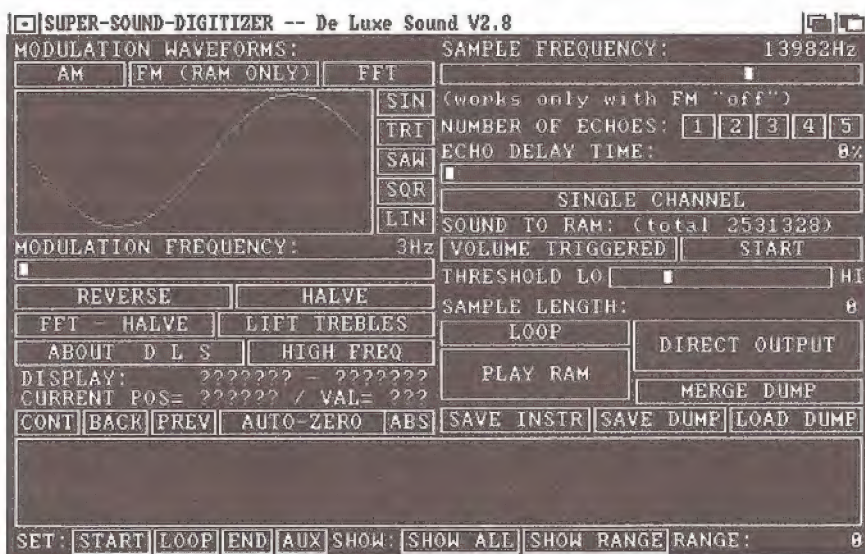 SUPER-SOUND-DIGITIZER -- De Luxe Sound V2.8
MODULATION WAVEFORMS:
AM FM (RAM ONLY) FFT
SIN
TRI
SAW
SQR
LIN
MODULATION FREQUENCY: 3Hz
REVERSE HALVE
FFT - HALVE LIFT TREBLES
ABOUT D L S HIGH FREQ
DISPLAY: ??????? - ???????
CURRENT POS= ?????? / VAL= ???
CONT BACK PREV AUTO-ZERO ABS
SAMPLE FREQUENCY: 13982Hz
(works only with FM "off")
NUMBER OF ECHOES: 1 2 3 4 5
ECHO DELAY TIME: 0%
SINGLE CHANNEL
SOUND TO RAM: (total 2531328)
VOLUME TRIGGERED START
THRESHOLD LO HI
SAMPLE LENGTH: 0
LOOP
PLAY RAM
DIRECT OUTPUT
MERGE DUMP
SAVE INSTR SAVE DUMP LOAD DUMP
SET: START LOOP END AUX SHOW: SHOW ALL SHOW RANGE RANGE: 0